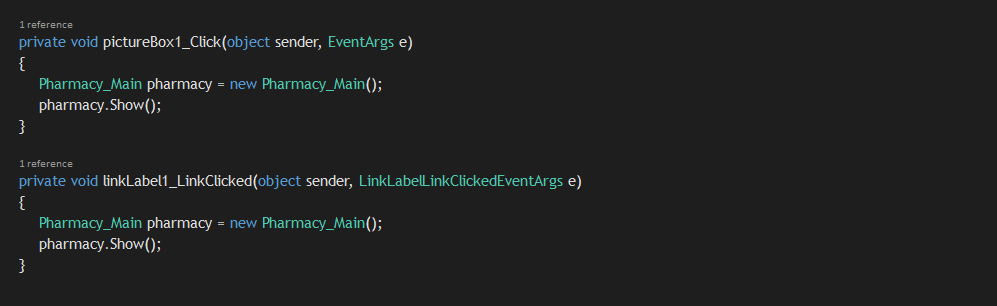 1 reference
private void pictureBox1_Click(object sender, EventArgs e)
{
Pharmacy_Main pharmacy = new Pharmacy_Main();
pharmacy.Show();
}
1 reference
private void linkLabel1_LinkClicked(object sender, LinkLabelLinkClickedEventArgs e)
{
Pharmacy_Main pharmacy = new Pharmacy_Main();
pharmacy.Show();
}